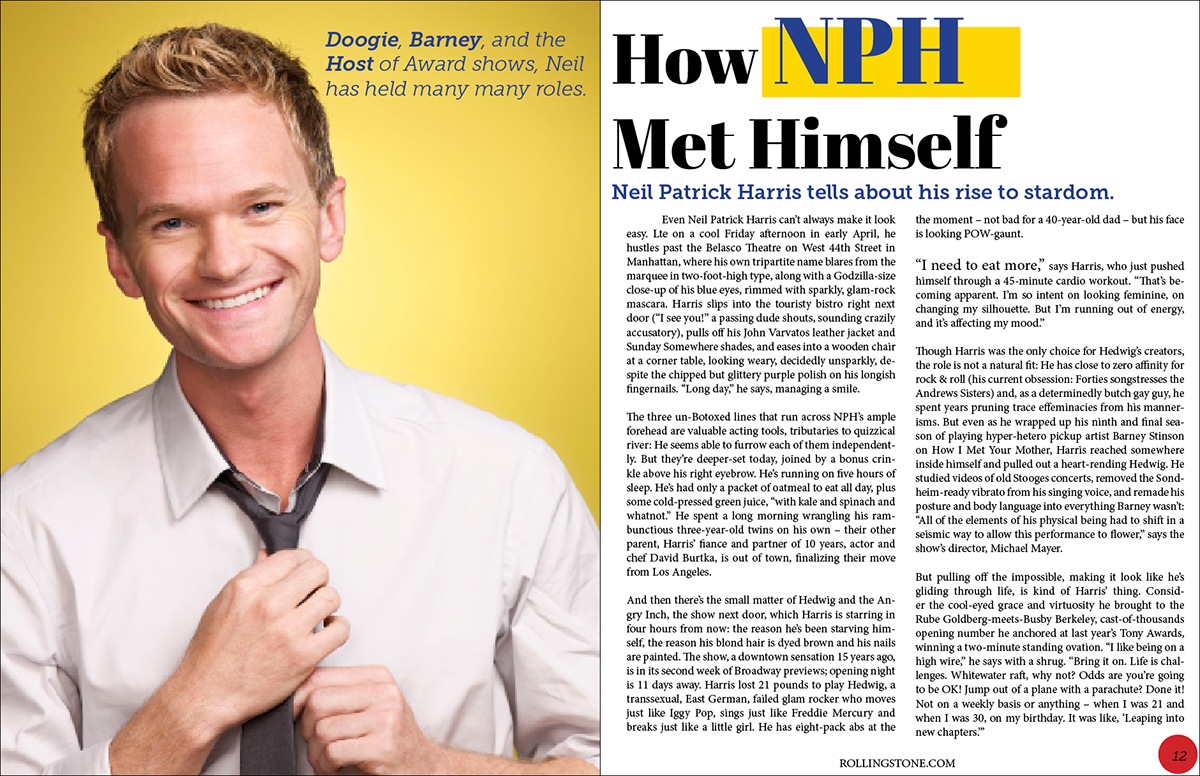 Doogie, Barney, and the
Host of Award shows, Neil
has held many many roles.
How NPH
Met Himself
Neil Patrick Harris tells about his rise to stardom.
Even Neil Patrick Harris can't always make it look
easy. Lte on a cool Friday afternoon in early April, he
hustles past the Belasco Theatre on West 44th Street in
Manhattan, where his own tripartite name blares from the
marquee in two-foot-high type, along with a Godzilla-size
close-up of his blue eyes, rimmed with sparkly, glam-rock
mascara. Harris slips into the touristy bistro right next
door ("I see you!" a passing dude shouts, sounding crazily
accusatory), pulls off his John Varvatos leather jacket and
Sunday Somewhere shades, and eases into a wooden chair
at a corner table, looking weary, decidedly unsparkly, de-
spite the chipped but glittery purple polish on his longish
fingernails. "Long day," he says, managing a smile.
The three un-Botoxed lines that run across NPH's ample
forehead are valuable acting tools, tributaries to quizzical
river: He seems able to furrow each of them independent-
ly. But they're deeper-set today, joined by a bonus crin-
kle above his right eyebrow. He's running on five hours of
sleep. He's had only a packet of oatmeal to eat all day, plus
some cold-pressed green juice, "with kale and spinach and
whatnot." He spent a long morning wrangling his ram-
bunctious three-year-old twins on his own – their other
parent, Harris' fiance and partner of 10 years, actor and
chef David Burtka, is out of town, finalizing their move
from Los Angeles.
And then there's the small matter of Hedwig and the An-
gry Inch, the show next door, which Harris is starring in
four hours from now: the reason he's been starving him-
self, the reason his blond hair is dyed brown and his nails
are painted. The show, a downtown sensation 15 years ago,
is in its second week of Broadway previews; opening night
is 11 days away. Harris lost 21 pounds to play Hedwig, a
transsexual, East German, failed glam rocker who moves
just like Iggy Pop, sings just like Freddie Mercury and
breaks just like a little girl. He has eight-pack abs at the
the moment – not bad for a 40-year-old dad – but his face
is looking POW-gaunt.
"I need to eat more," says Harris, who just pushed
himself through a 45-minute cardio workout. "That's be-
coming apparent. I'm so intent on looking feminine, on
changing my silhouette. But I'm running out of energy,
and it's affecting my mood."
Though Harris was the only choice for Hedwig's creators,
the role is not a natural fit: He has close to zero affinity for
rock & roll (his current obsession: Forties songstresses the
Andrews Sisters) and, as a determinedly butch gay guy, he
spent years pruning trace effeminacies from his manner-
isms. But even as he wrapped up his ninth and final sea-
son of playing hyper-hetero pickup artist Barney Stinson
on How I Met Your Mother, Harris reached somewhere
inside himself and pulled out a heart-rending Hedwig. He
studied videos of old Stooges concerts, removed the Sond-
heim-ready vibrato from his singing voice, and remade his
posture and body language into everything Barney wasn't:
"All of the elements of his physical being had to shift in a
seismic way to allow this performance to flower," says the
show's director, Michael Mayer.
But pulling off the impossible, making it look like he's
gliding through life, is kind of Harris' thing. Consid-
er the cool-eyed grace and virtuosity he brought to the
Rube Goldberg-meets-Busby Berkeley, cast-of-thousands
opening number he anchored at last year's Tony Awards,
winning a two-minute standing ovation. "I like being on a
high wire," he says with a shrug. "Bring it on. Life is chal-
lenges. Whitewater raft, why not? Odds are you're going
to be OK! Jump out of a plane with a parachute? Done it!
Not on a weekly basis or anything – when I was 21 and
when I was 30, on my birthday. It was like, 'Leaping into
new chapters.'"
ROLLINGSTONE.COM
12